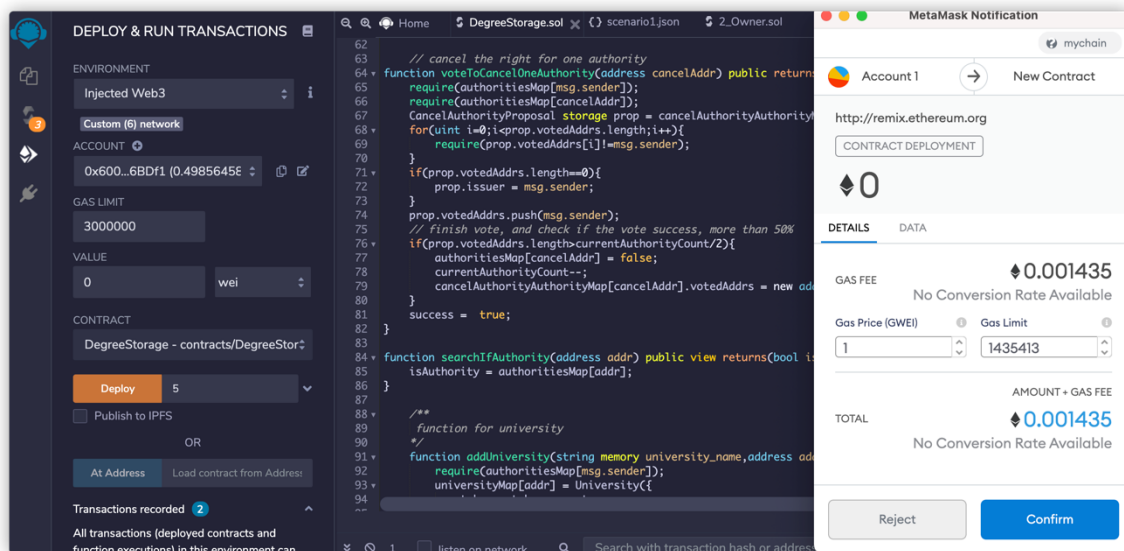 DEPLOY & RUN TRANSACTIONS
ENVIRONMENT
Injected Web3
i
Custom (6) network
3
ACCOUNT
0x600...6BDf1 (0.49856458
GAS LIMIT
3000000
VALUE
0
wei
CONTRACT
DegreeStorage - contracts/DegreeStor
Deploy
5
Publish to IPFS
OR
At Address
Load contract from Address
Transactions recorded 2
All transactions (deployed contracts and
function executions) in this environment can
Home
DegreeStorage.sol
{} scenario1.json
2_Owner.sol
62
63 // cancel the right for one authority
64 function voteToCancelOneAuthority(address cancelAddr) public returns
65 require(authoritiesMap[msg.sender]);
66 require(authoritiesMap[cancelAddr]);
67 CancelAuthorityProposal storage prop = cancelAuthorityAuthorityM
68 for(uint i=0;i<prop.votedAddrs.length;i++){
69 require(prop.votedAddrs[i]!=msg.sender);
70 }
71 if(prop.votedAddrs.length==0){
72 prop.issuer = msg.sender;
73 }
74 prop.votedAddrs.push(msg.sender);
75 // finish vote, and check if the vote success, more than 50%
76 if(prop.votedAddrs.length>currentAuthorityCount/2){
77 authoritiesMap[cancelAddr] = false;
78 currentAuthorityCount--;
79 cancelAuthorityAuthorityMap[cancelAddr].votedAddrs = new add
80 }
81 success = true;
82 }
83
84 function searchIfAuthority(address addr) public view returns(bool is
85 isAuthority = authoritiesMap[addr];
86 }
87
88 /**
89 function for university
90 */
91 function addUniversity(string memory university_name,address add
92 require(authoritiesMap[msg.sender]);
93 universityMap[addr] = University({
94
1
listen on network
Search with transaction hash or address
MetaMask Notification
mychain
Account 1
New Contract
http://remix.ethereum.org
CONTRACT DEPLOYMENT
0
DETAILS
DATA
GAS FEE
0.001435
No Conversion Rate Available
Gas Price (GWEI)
Gas Limit
1
1435413
AMOUNT + GAS FEE
TOTAL
0.001435
No Conversion Rate Available
Reject
Confirm